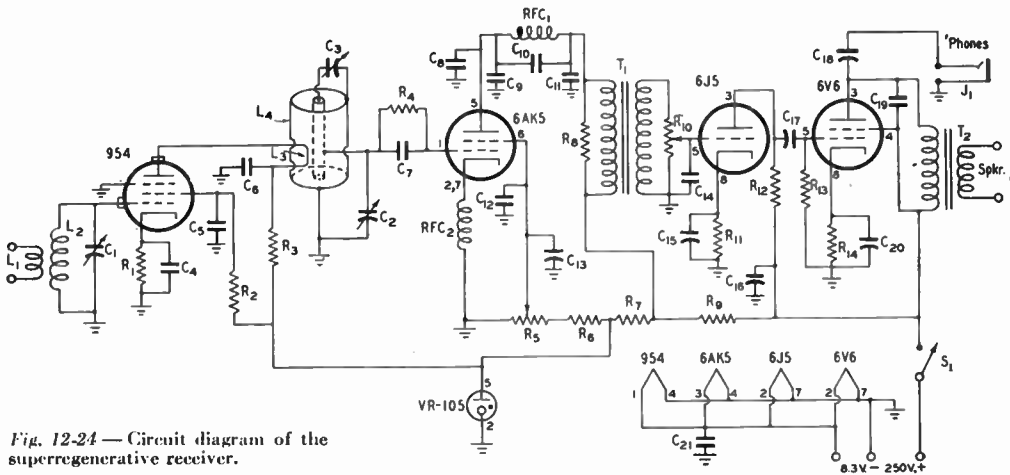 RFC1
C3
C10
C18
'Phones
C8
T1
6J5
6V6
R4
C9
C11
3
3
C19
J1
L4
5
6AK5
C17
954
L3
6
R8
R10
5
5
4
T2
1
C7
C6
8
R12
8
Spkr.
2,7
C14
R13
L2
C5
C2
C12
C1
RFC2
C15
R11
R14
C20
L1
R1
C4
R3
C13
C16
R2
R5
R6
R7
R9
954
6AK5
6J5
6V6
S1
5
1
4
3
4
2
7
2
7
VR-105
2
C21
Fig. 12-24 — Circuit diagram of the
superregenerative receiver.
8.3V. — 250V.+